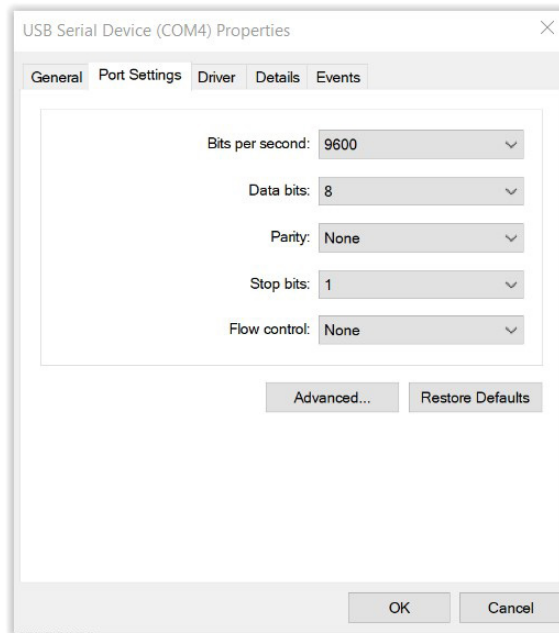 USB Serial Device (COM4) Properties
General Port Settings Driver Details Events
Bits per second: 9600
Data bits: 8
Parity: None
Stop bits: 1
Flow control: None
Advanced... Restore Defaults
OK Cancel